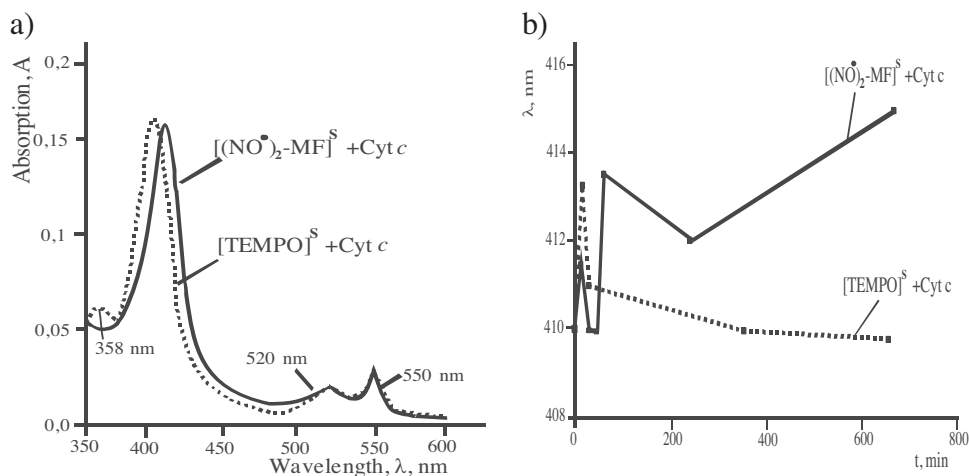 a)
Absorption, A
0,2
0,15
0,1
0,05
0,0
350 400 450 500 550 600
Wavelength, λ, nm
[(NO•)₂-MF]ˢ +Cyt c
[TEMPO]ˢ +Cyt c
358 nm
520 nm
550 nm
b)
λ, nm
416
414
412
410
408
0 200 400 600 800
t, min
[(NO•)₂-MF]ˢ +Cyt c
[TEMPO]ˢ +Cyt c